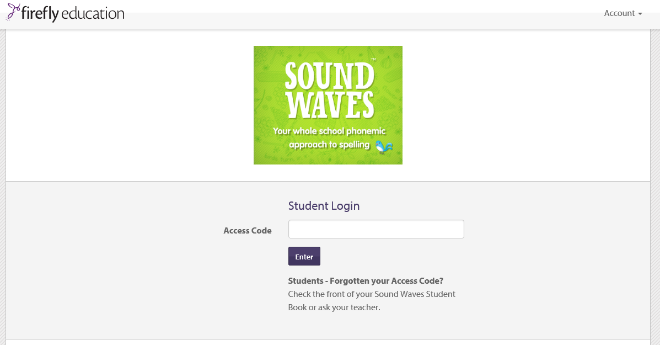 firefly education
Account
SOUND
WAVES
Your whole school phonemic
approach to spelling
Student Login
Access Code
Enter
Students - Forgotten your Access Code?
Check the front of your Sound Waves Student
Book or ask your teacher.